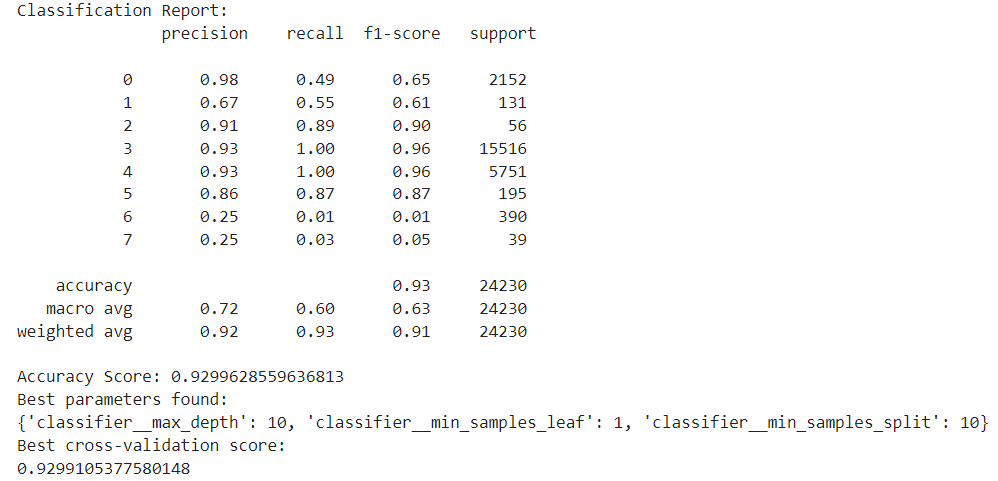 Classification Report:
precision recall f1-score support
0 0.98 0.49 0.65 2152
1 0.67 0.55 0.61 131
2 0.91 0.89 0.90 56
3 0.93 1.00 0.96 15516
4 0.93 1.00 0.96 5751
5 0.86 0.87 0.87 195
6 0.25 0.01 0.01 390
7 0.25 0.03 0.05 39
accuracy 0.93 24230
macro avg 0.72 0.60 0.63 24230
weighted avg 0.92 0.93 0.91 24230
Accuracy Score: 0.9299628559636813
Best parameters found:
{'classifier__max_depth': 10, 'classifier__min_samples_leaf': 1, 'classifier__min_samples_split': 10}
Best cross-validation score:
0.9299105377580148